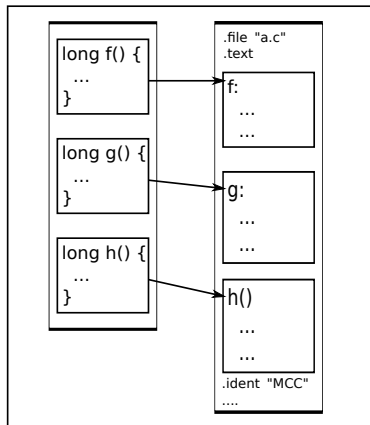 long f() {
...
}
long g() {
...
}
long h() {
...
}
.file "a.c"
.text
f:
...
...
g:
...
...
h()
...
...
.ident "MCC"
....